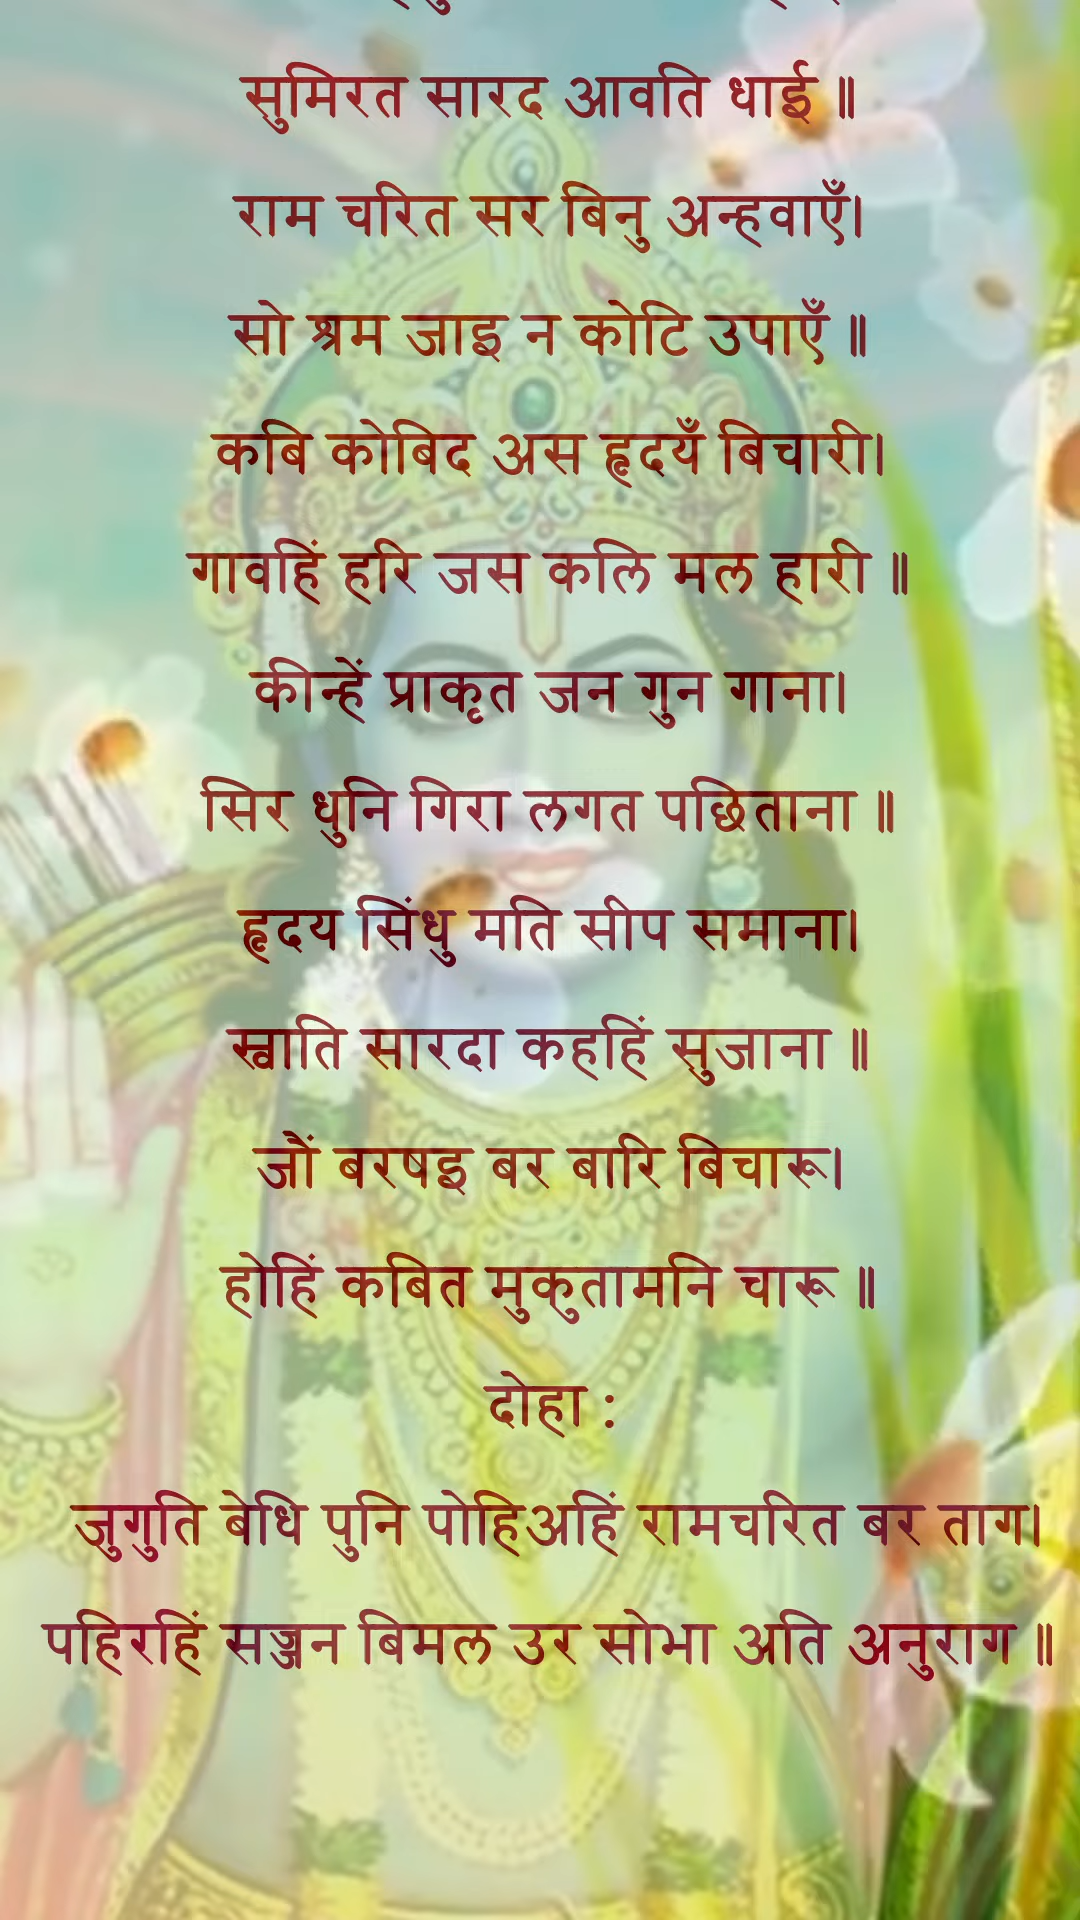 सुमिरत सारद आवति धाई ॥
राम चरित सर बिनु अन्हवाएँ।
सो श्रम जाइ न कोटि उपाएँ ॥
कबि कोबिद अस हृदयँ बिचारी।
गावहिं हरि जस कलि मल हारी ॥
कीन्हें प्राकृत जन गुन गाना।
सिर धुनि गिरा लगत पछिताना ॥
हृदय सिंधु मति सीप समाना।
स्वाति सारदा कहहिं सुजाना ॥
जौं बरषइ बर बारि बिचारू।
होहिं कबित मुकुतामनि चारू ॥
दोहा :
जुगुति बेधि पुनि पोहिअहिं रामचरित बर ताग।
पहिरहिं सज्जन बिमल उर सोभा अति अनुराग ॥